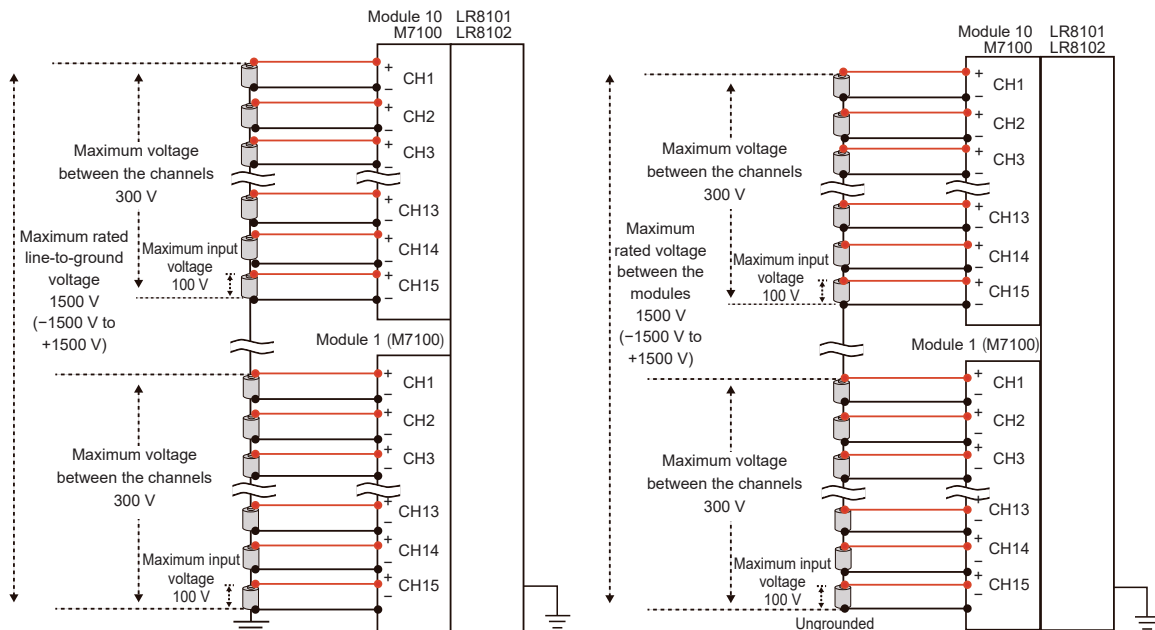 Module 10 LR8101
M7100 LR8102
+
CH1
−
+
CH2
−
+
CH3
−
+
CH13
−
+
CH14
−
+
CH15
−
Maximum voltage
between the channels
300 V
Maximum rated
line-to-ground
voltage
1500 V
(−1500 V to
+1500 V)
Maximum input
voltage
100 V
Module 1 (M7100)
+
CH1
−
+
CH2
−
+
CH3
−
+
CH13
−
+
CH14
−
+
CH15
Maximum voltage
between the channels
300 V
Maximum input
voltage
100 V
Module 10 LR8101
M7100 LR8102
+
CH1
−
+
CH2
−
+
CH3
−
+
CH13
−
+
CH14
−
+
CH15
−
Maximum voltage
between the channels
300 V
Maximum
rated voltage
between the
modules
1500 V
(−1500 V to
+1500 V)
Maximum input
voltage
100 V
Module 1 (M7100)
+
CH1
−
+
CH2
−
+
CH3
−
+
CH13
−
+
CH14
−
+
CH15
Maximum voltage
between the channels
300 V
Maximum input
voltage
100 V
Ungrounded